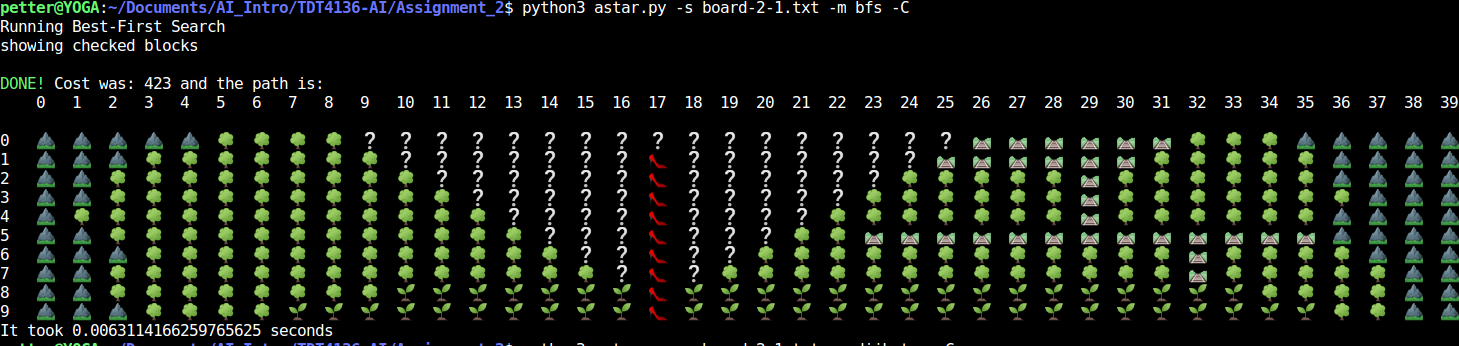 petter@YOGA:~/Documents/AI_Intro/TDT4136-AI/Assignment_2$ python3 astar.py -s board-2-1.txt -m bfs -C
Running Best-First Search
showing checked blocks
DONE! Cost was: 423 and the path is:
0 1 2 3 4 5 6 7 8 9 10 11 12 13 14 15 16 17 18 19 20 21 22 23 24 25 26 27 28 29 30 31 32 33 34 35 36 37 38 39
0 ? ? ? ? ? ? ? ? ? ? ? ? ? ? ? ? ?
1 ? ? ? ? ? ? ? ? ? ? ? ? ? ?
2 ? ? ? ? ? ? ? ? ? ? ? ?
3 ? ? ? ? ? ? ? ? ? ?
4 ? ? ? ? ? ? ? ?
5 ? ? ? ? ? ?
6 ? ? ? ?
7 ? ?
8
9
It took 0.0063114166259765625 seconds